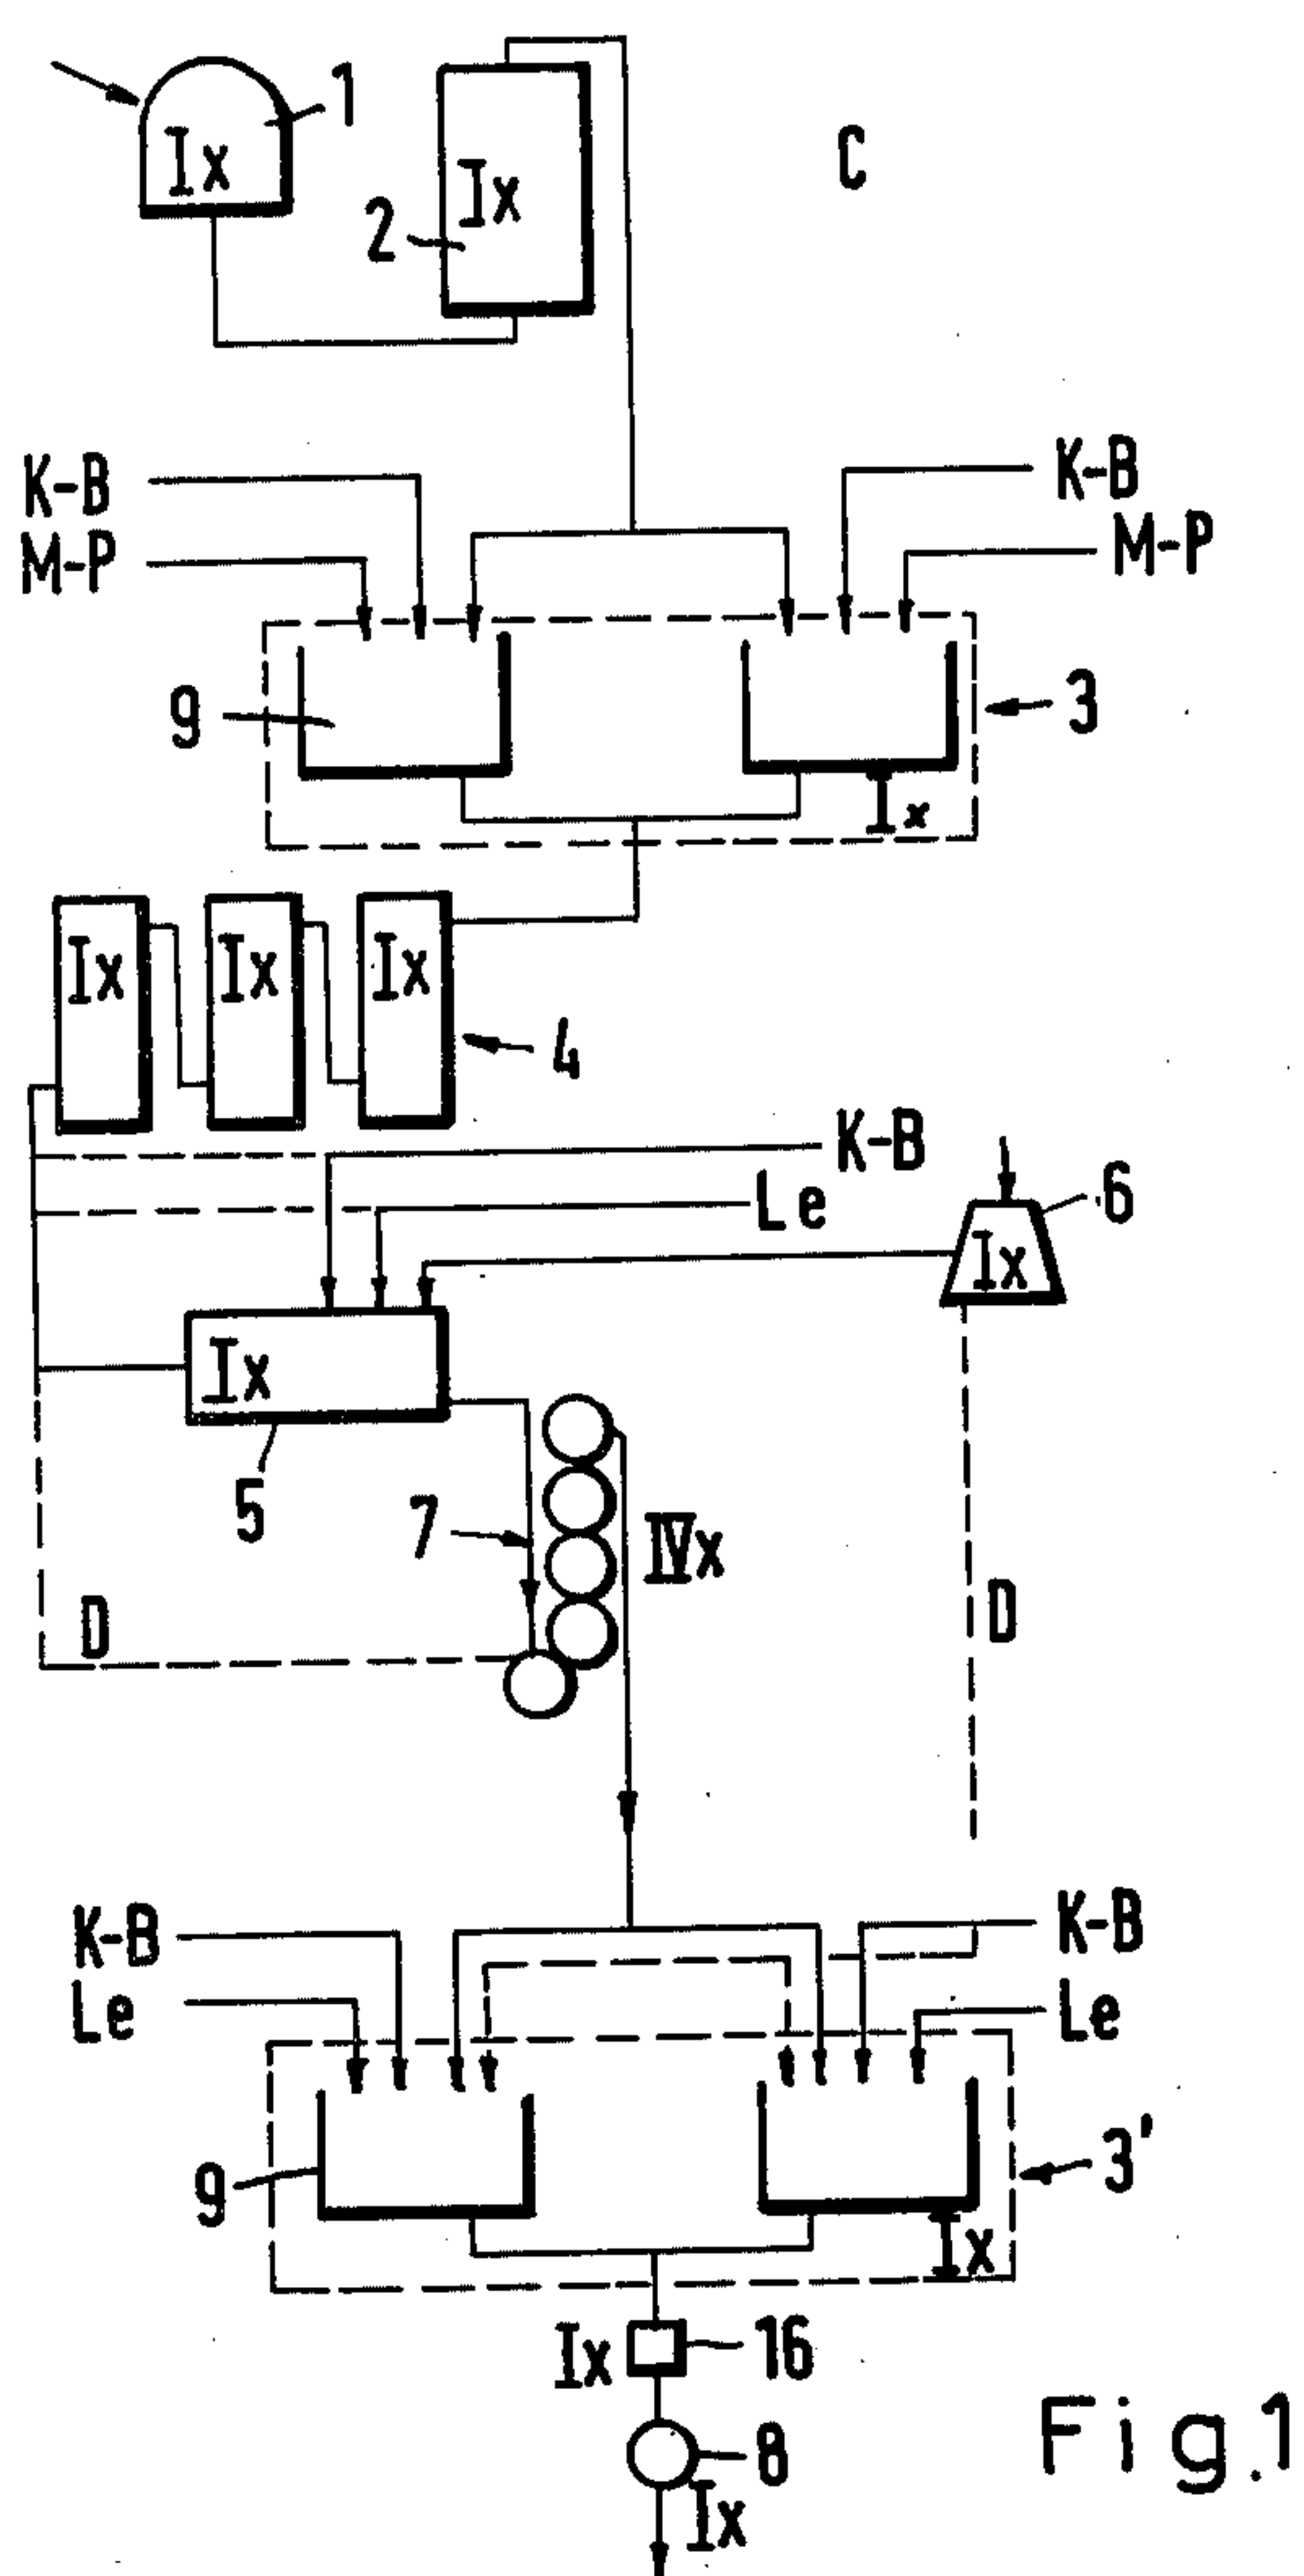 1
Ix
Ix
C
2
K-B
K-B
M-P
M-P
9
3
Ix
Ix
Ix
Ix
4
K-B
Le
6
Ix
Ix
5
7
IVx
D
D
K-B
K-B
Le
Le
9
3'
Ix
Ix
16
8
Ix
Fig.1